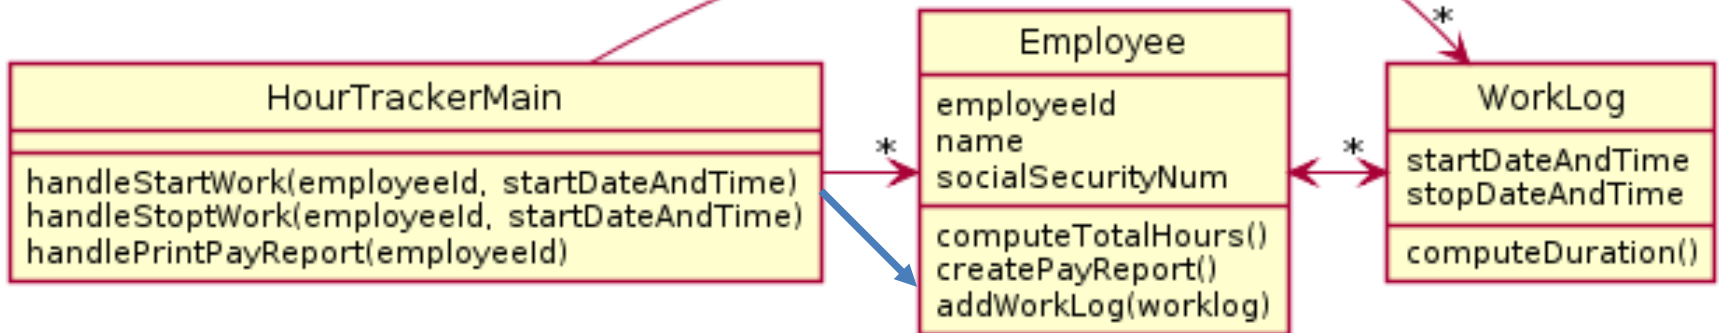 HourTrackerMain
handleStartWork(employeeId, startDateAndTime)
handleStoptWork(employeeId, startDateAndTime)
handlePrintPayReport(employeeId)
*
Employee
employeeId
name
socialSecurityNum
computeTotalHours()
createPayReport()
addWorkLog(worklog)
*
*
WorkLog
startDateAndTime
stopDateAndTime
computeDuration()